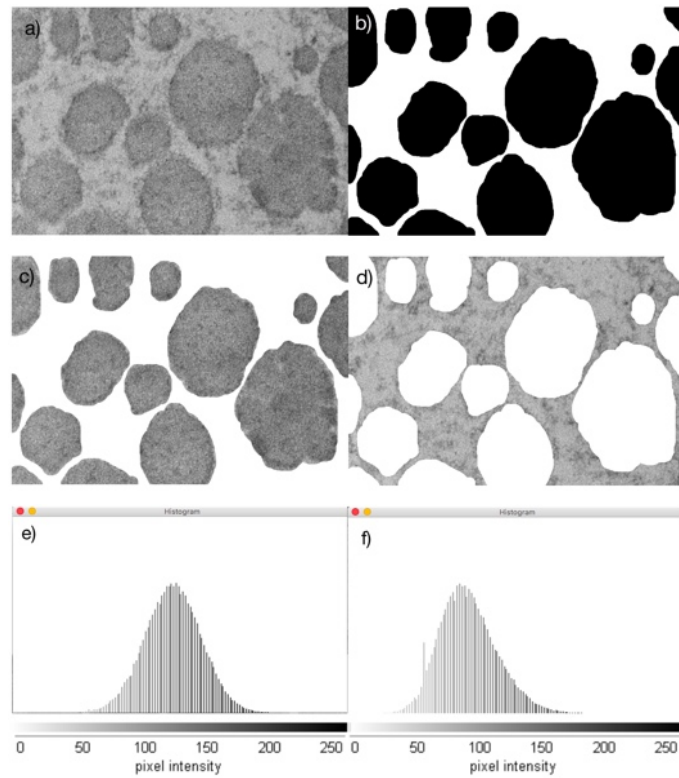 a)
b)
c)
d)
Histogram
Histogram
e)
f)
0 50 100 150 200 250
0 50 100 150 200 250
pixel intensity
pixel intensity